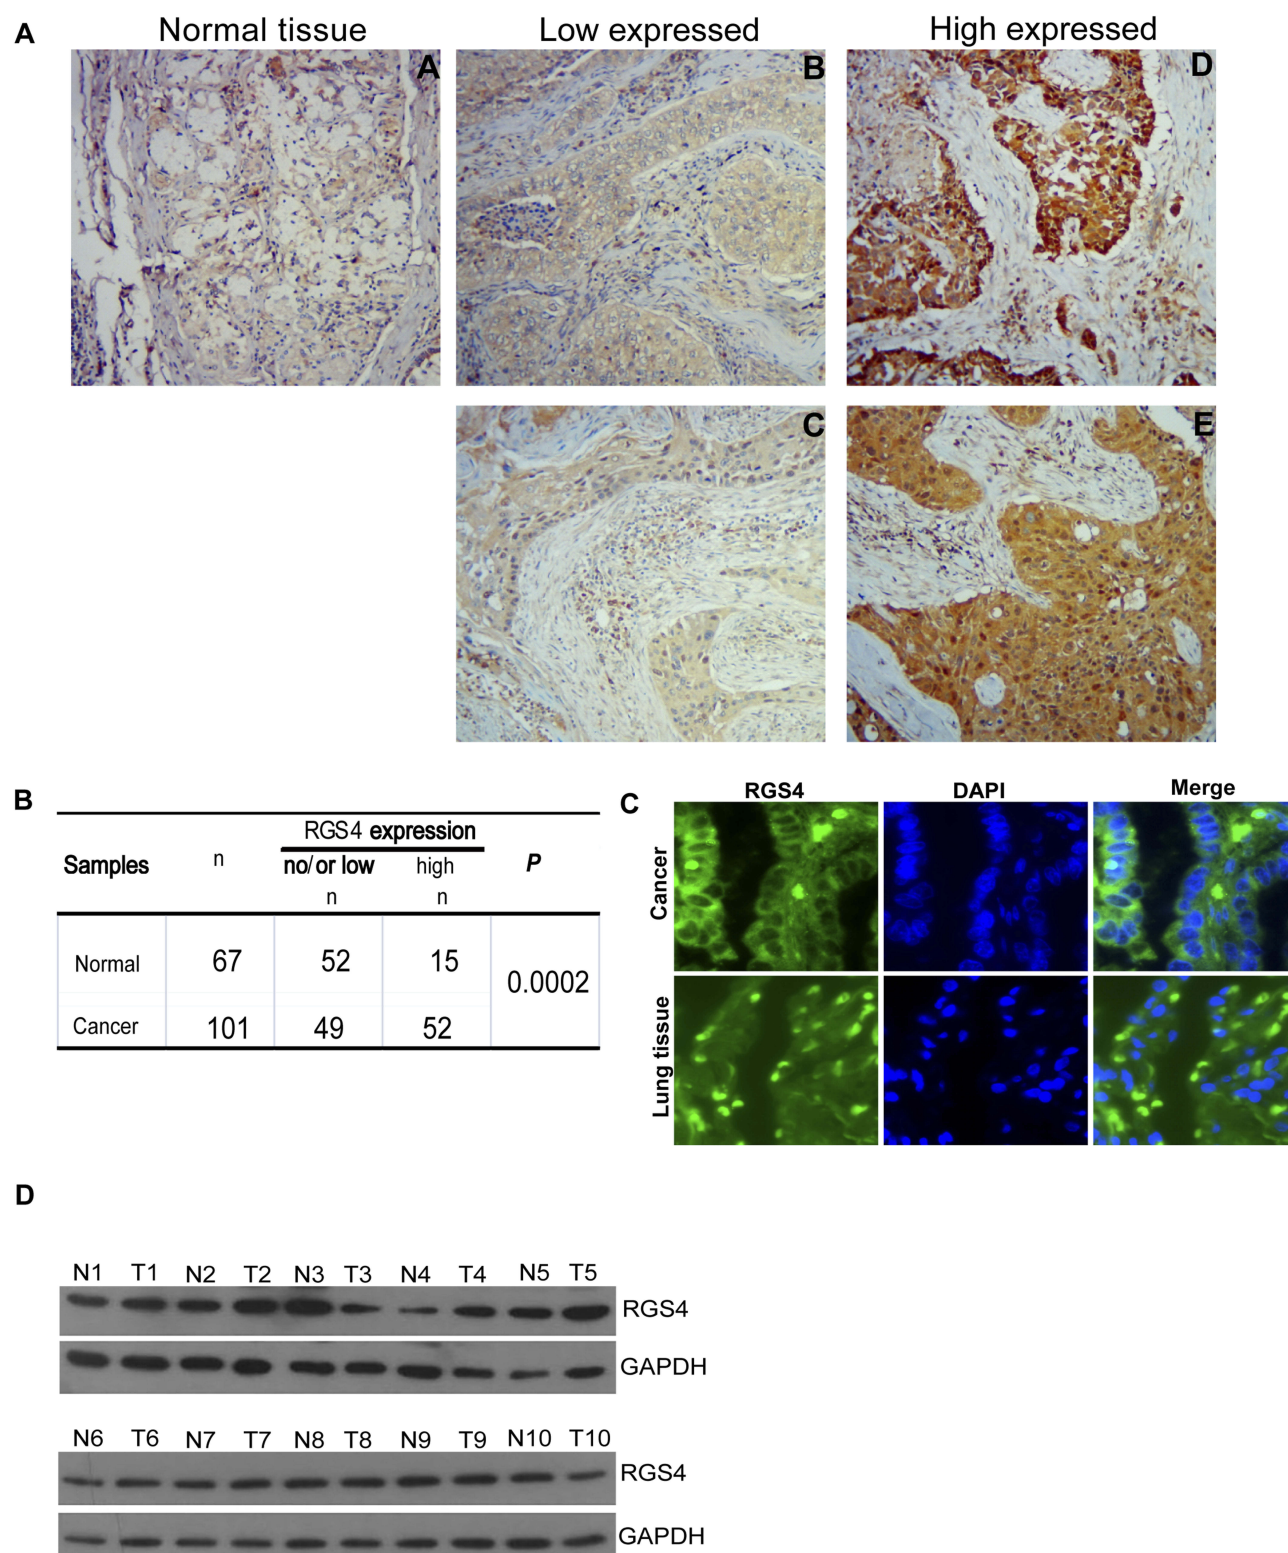 A
Normal tissue
Low expressed
High expressed
A
B
D
C
E
B
Samples
n
RGS4 expression
no/or low
high
P
n
n
Normal
67
52
15
0.0002
Cancer
101
49
52
C
RGS4
DAPI
Merge
Cancer
Lung tissue
D
N1 T1 N2 T2 N3 T3 N4 T4 N5 T5
RGS4
GAPDH
N6 T6 N7 T7 N8 T8 N9 T9 N10 T10
RGS4
GAPDH